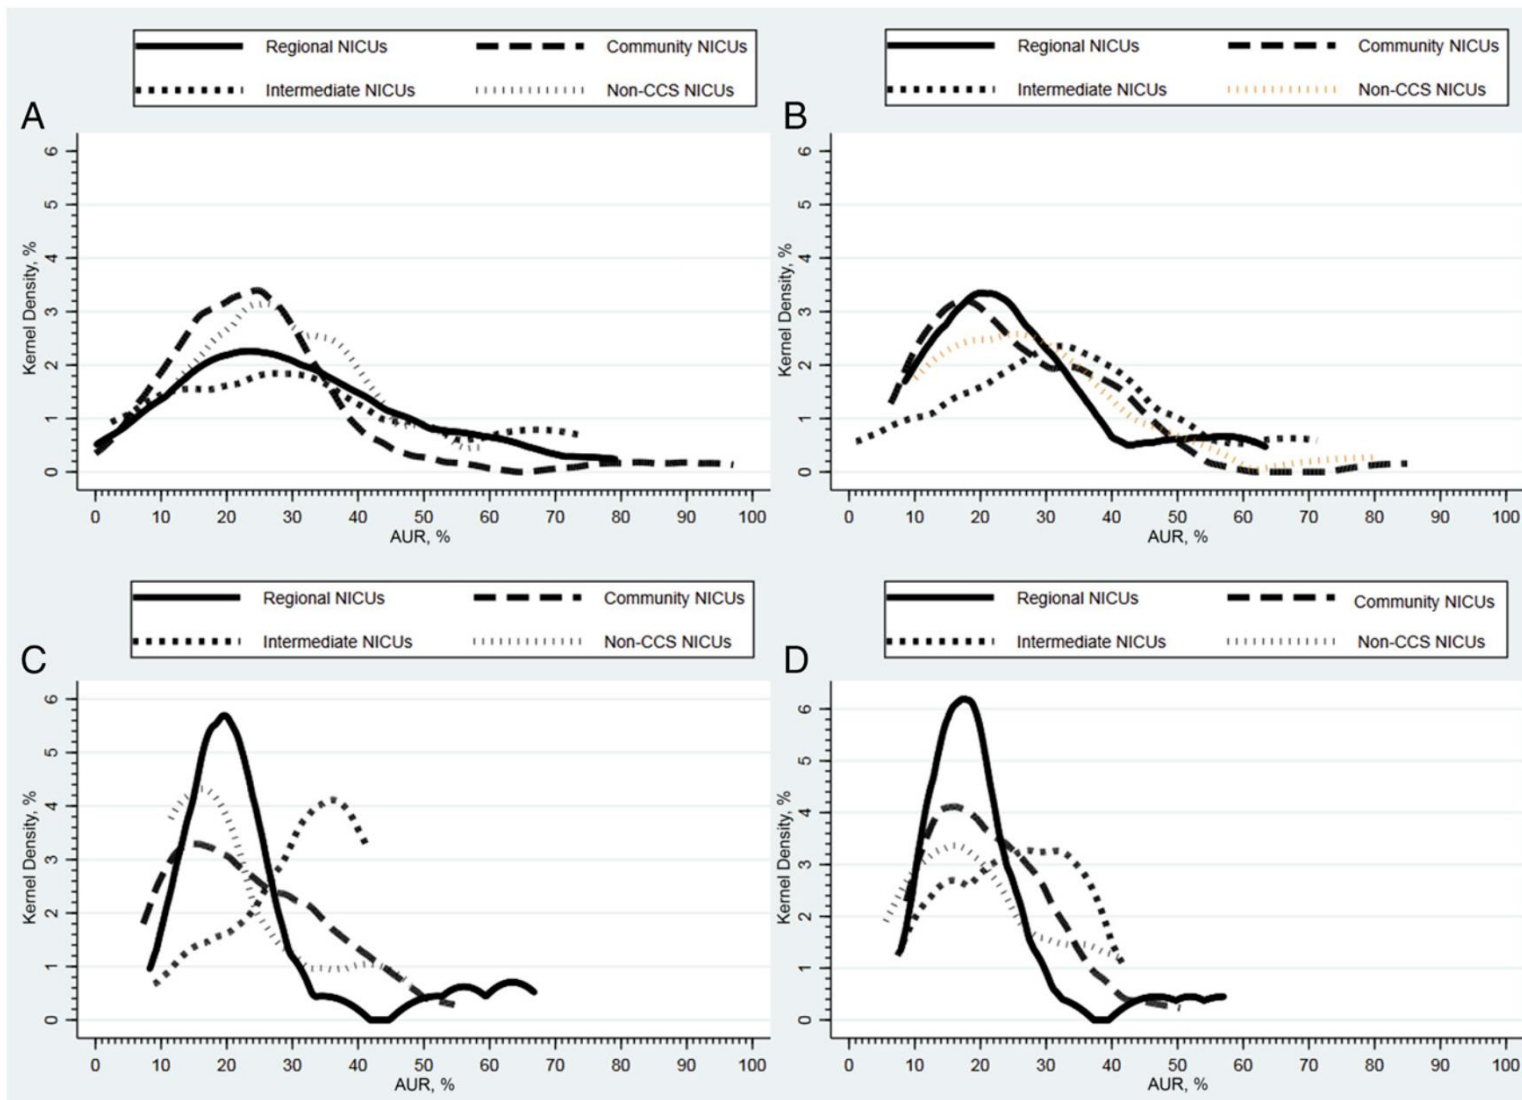 Regional NICUs Community NICUs
Intermediate NICUs Non-CCS NICUs
A
Kernel Density, %
6
5
4
3
2
1
0
0 10 20 30 40 50 60 70 80 90 100
AUR, %
Regional NICUs Community NICUs
Intermediate NICUs Non-CCS NICUs
B
Kernel Density, %
6
5
4
3
2
1
0
0 10 20 30 40 50 60 70 80 90 100
AUR, %
Regional NICUs Community NICUs
Intermediate NICUs Non-CCS NICUs
C
Kernel Density, %
6
5
4
3
2
1
0
0 10 20 30 40 50 60 70 80 90 100
AUR, %
Regional NICUs Community NICUs
Intermediate NICUs Non-CCS NICUs
D
Kernel Density, %
6
5
4
3
2
1
0
0 10 20 30 40 50 60 70 80 90 100
AUR, %